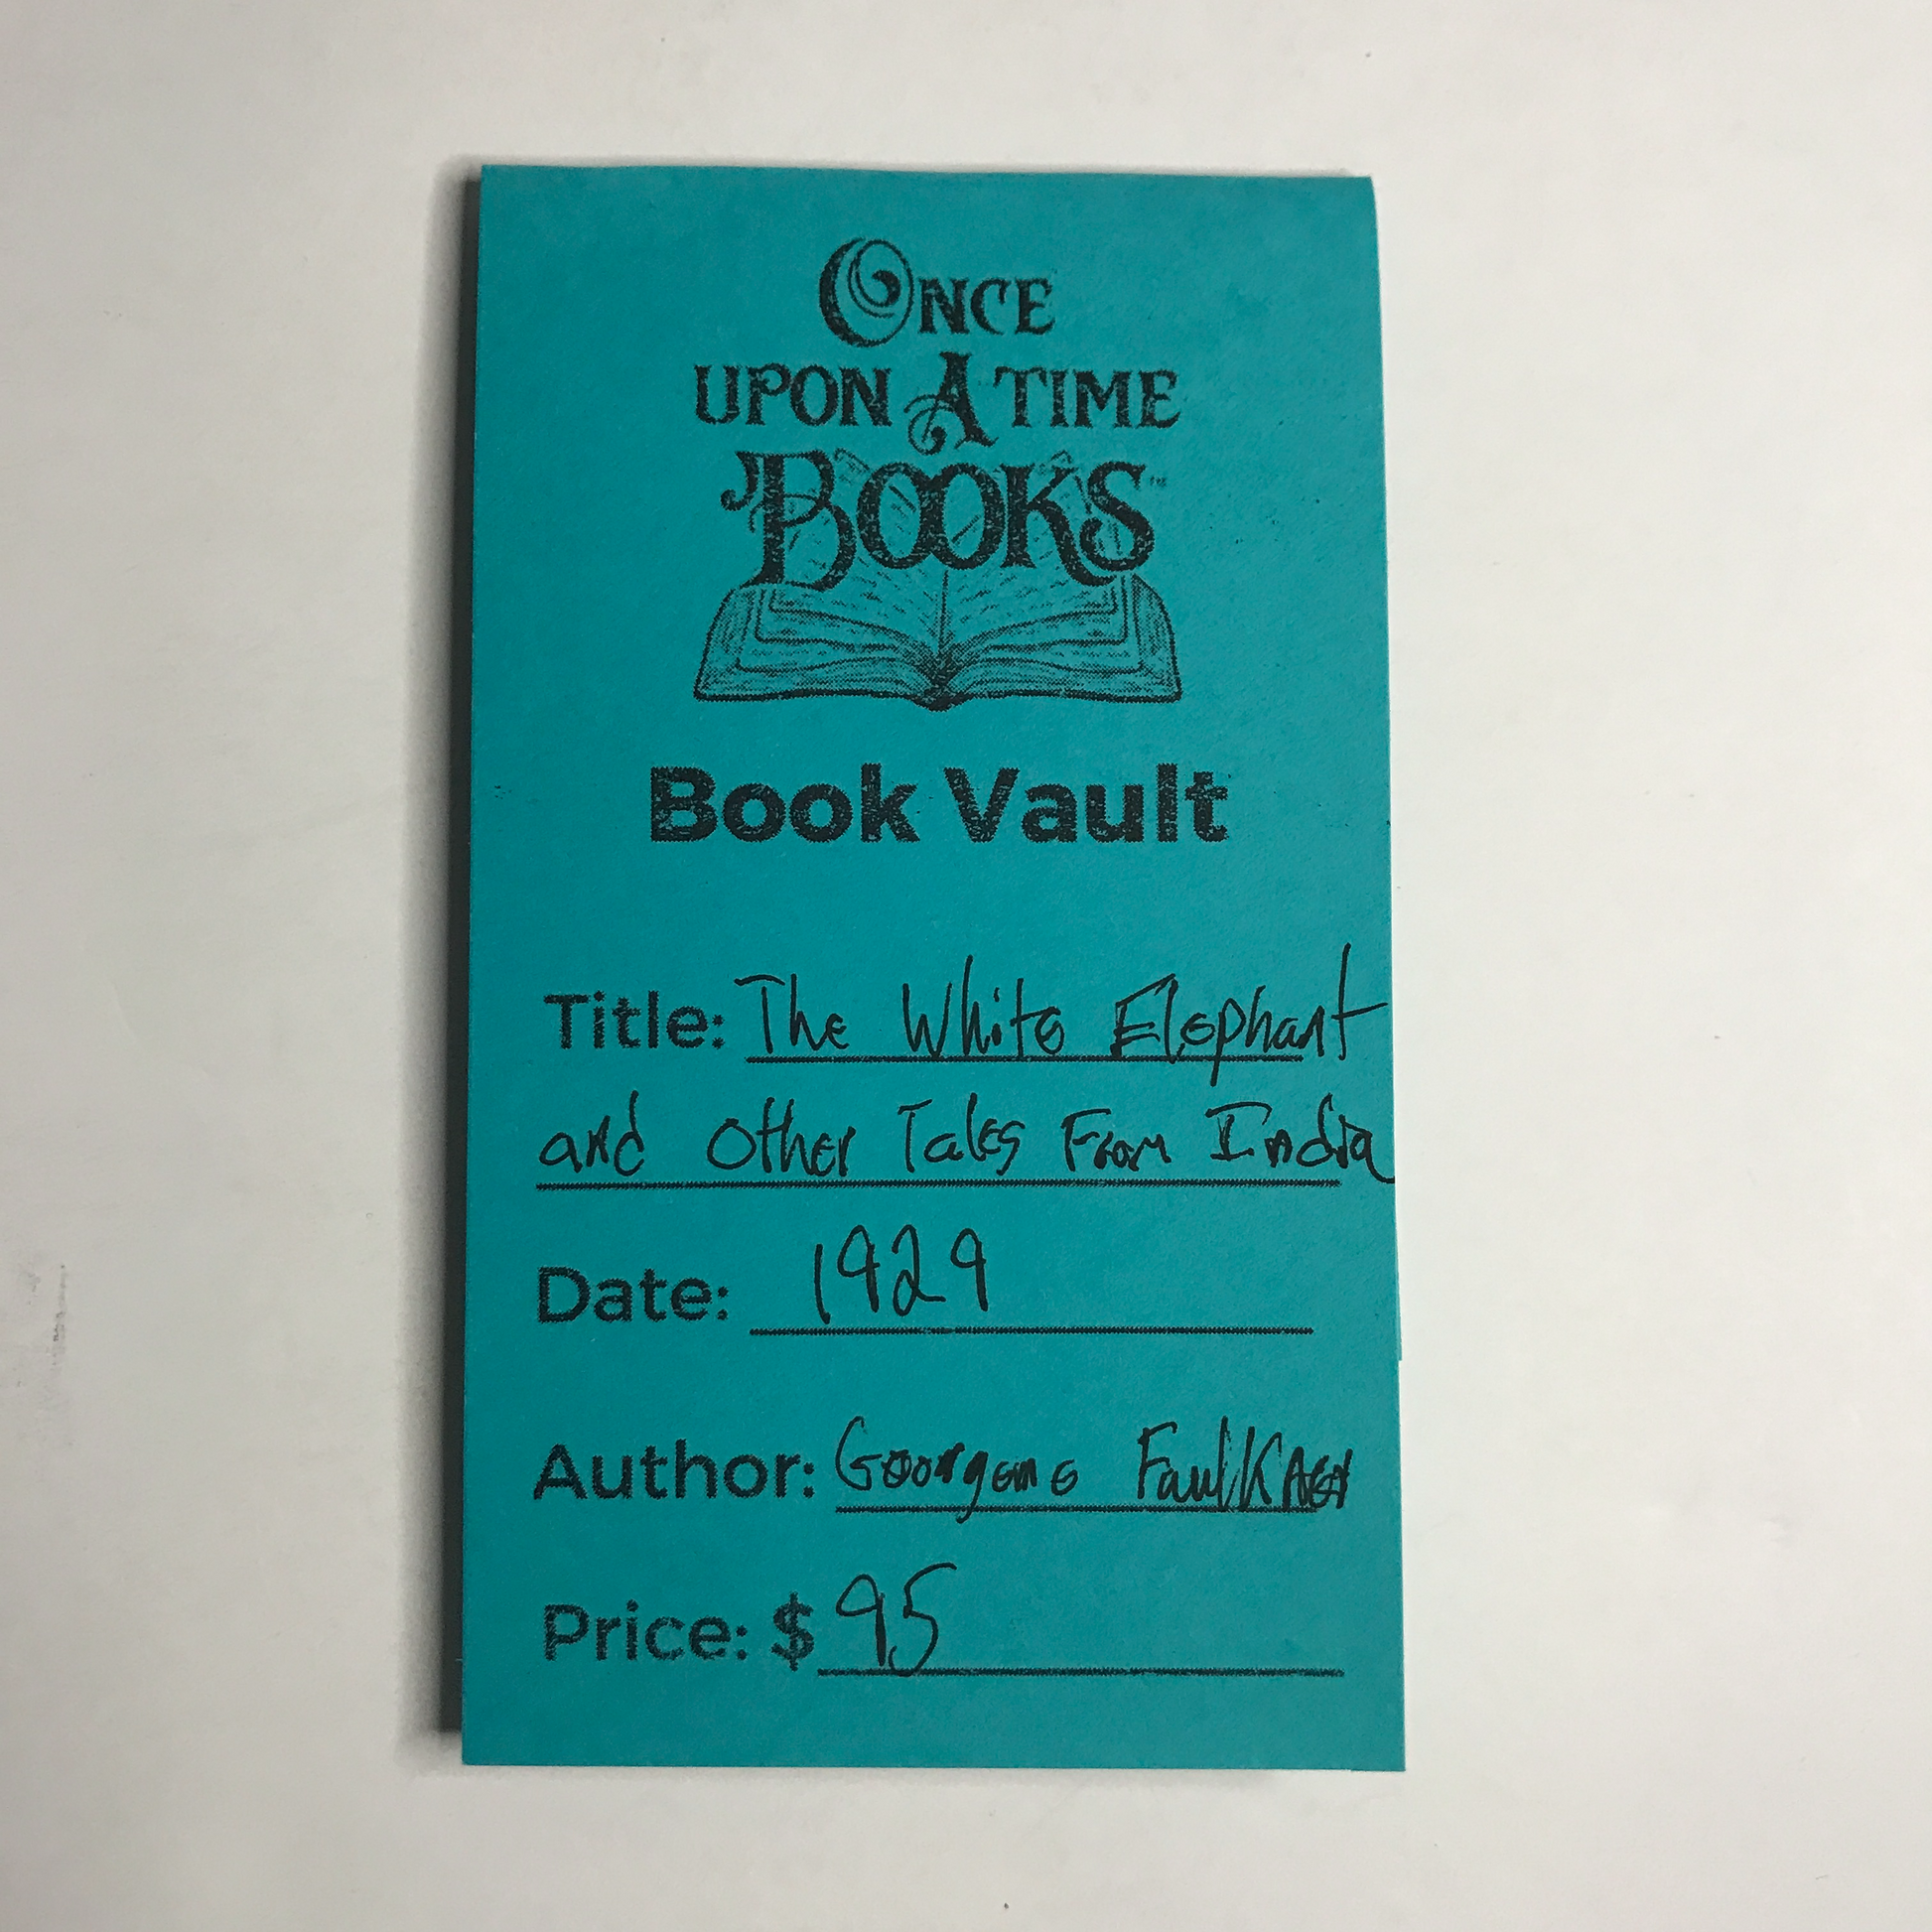 ONCE
UPON A TIME
BOOKS™
Book Vault
Title: The White Elephant
and Other Tales From India
Date: 1929
Author: Georgene Faulkner
Price: $ 95